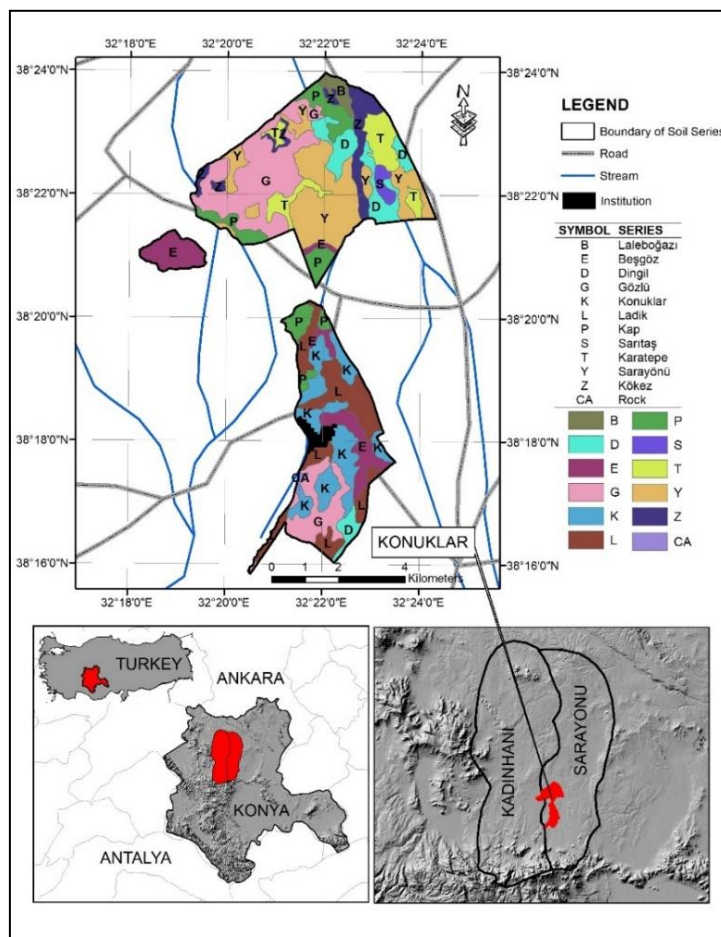 32°18'0"E 32°20'0"E 32°22'0"E 32°24'0"E
38°24'0"N 38°24'0"N
38°22'0"N 38°22'0"N
38°20'0"N 38°20'0"N
38°18'0"N 38°18'0"N
38°16'0"N 38°16'0"N
N
P B Z
Y G Z
T Z D T D
Y
Z G Y S Y
T D T
P Y
E
E P
P P
L E K
K
P L
K
E K
L K
CA K
K L
G D
L
0 1 2 4
Kilometers
32°18'0"E 32°20'0"E 32°22'0"E 32°24'0"E
LEGEND
Boundary of Soil Series
Road
Stream
Institution
SYMBOL SERIES
B Laleboğazı
E Beşgöz
D Dingil
G Gözlü
K Konuklar
L Ladik
P Kap
S Sarıtaş
T Karatepe
Y Sarayönü
Z Kökez
CA Rock
B P
D S
E T
G Y
K Z
L CA
KONUKLAR
TURKEY
ANKARA
KONYA
ANTALYA
KADINHANI
SARAYONU